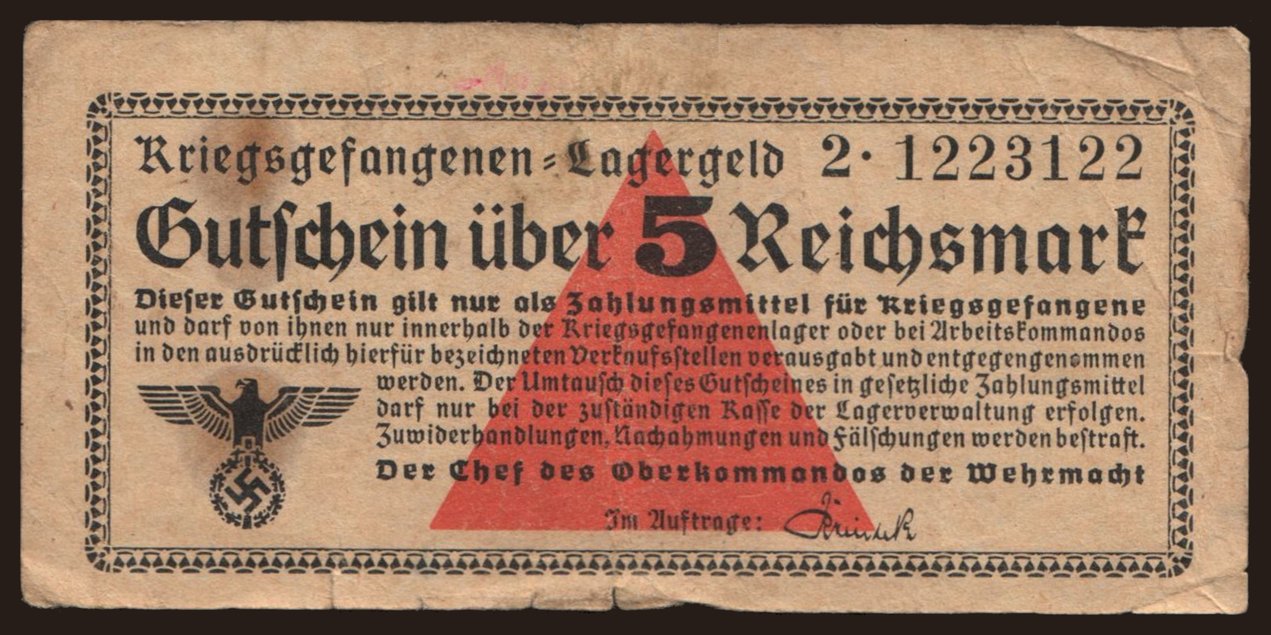 Kriegsgefangenen=Lagergeld 2·1223122
Gutschein über 5 Reichsmark
Dieser Gutschein gilt nur als Zahlungsmittel für Kriegsgefangene
und darf von ihnen nur innerhalb der Kriegsgefangenenlager oder bei Arbeitskommandos
in den ausdrücklich hierfür bezeichneten Verkaufsstellen verausgabt und entgegengenommen
werden. Der Umtausch dieses Gutscheines in gesetzliche Zahlungsmittel
darf nur bei der zuständigen Kasse der Lagerverwaltung erfolgen.
Zuwiderhandlungen, Nachahmungen und Fälschungen werden bestraft.
Der Chef des Oberkommandos der Wehrmacht
Im Auftrage: